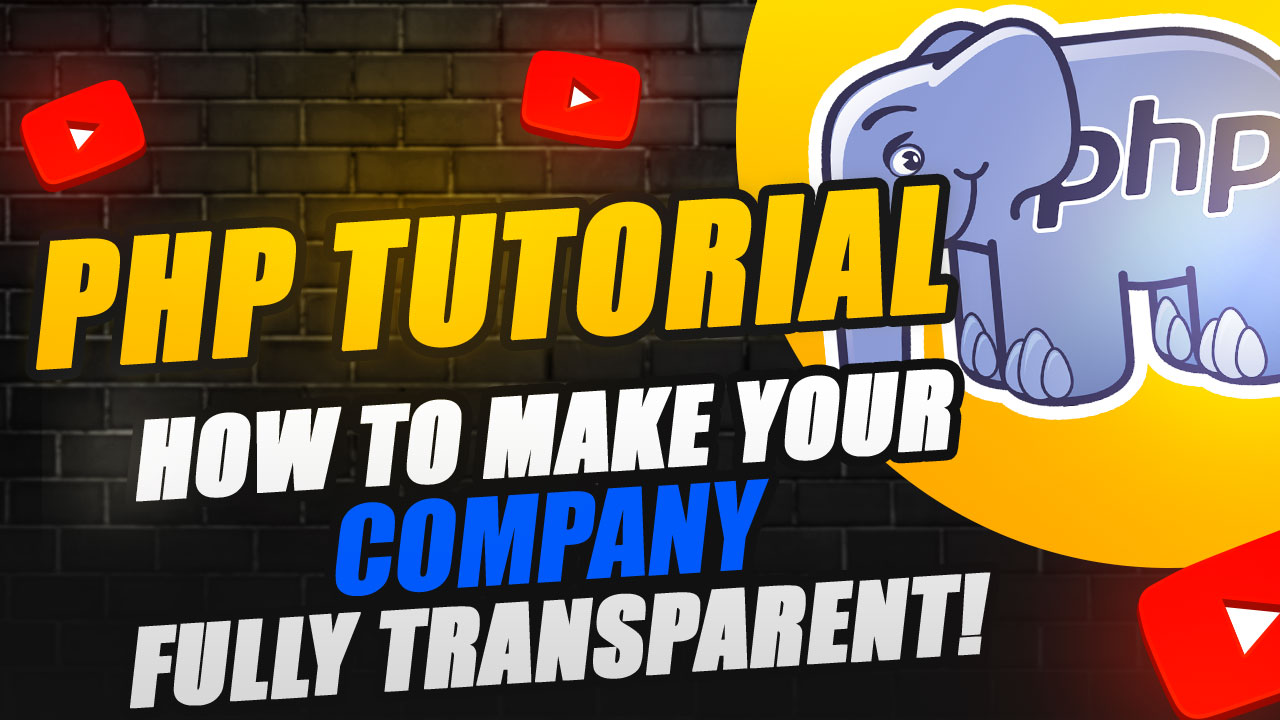 php
PHP TUTORIAL
HOW TO MAKE YOUR
COMPANY
FULLY TRANSPARENT!